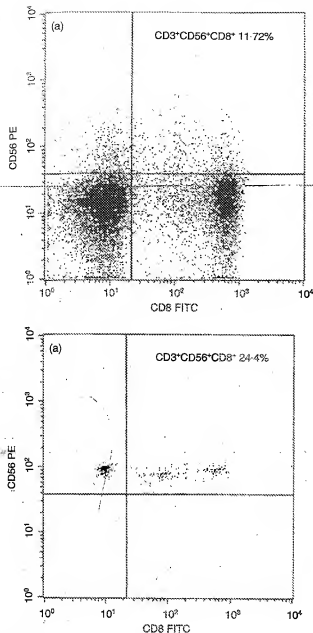 (a)
CD3⁺CD56⁺CD8⁺ 11·72%
10⁴
10³
10²
10¹
10⁰
CD56 PE
10⁰ 10¹ 10² 10³ 10⁴
CD8 FITC
(a)
CD3⁺CD56⁺CD8⁺ 24·4%
10⁴
10³
10²
10¹
10⁰
CD56 PE
10⁰ 10¹ 10² 10³ 10⁴
CD8 FITC